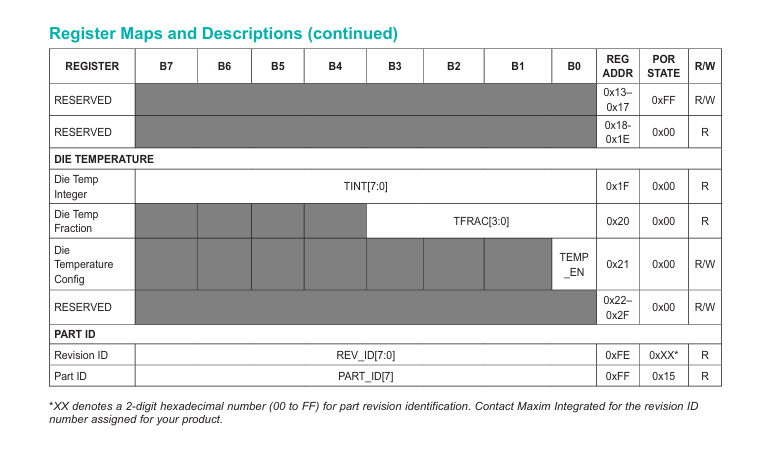 Register Maps and Descriptions (continued)
REGISTER B7 B6 B5 B4 B3 B2 B1 B0 REG ADDR POR STATE R/W
RESERVED 0x13–0x17 0xFF R/W
RESERVED 0x18-0x1E 0x00 R
DIE TEMPERATURE
Die Temp Integer TINT[7:0] 0x1F 0x00 R
Die Temp Fraction TFRAC[3:0] 0x20 0x00 R
Die Temperature Config TEMP_EN 0x21 0x00 R/W
RESERVED 0x22–0x2F 0x00 R/W
PART ID
Revision ID REV_ID[7:0] 0xFE 0xXX* R
Part ID PART_ID[7] 0xFF 0x15 R
*XX denotes a 2-digit hexadecimal number (00 to FF) for part revision identification. Contact Maxim Integrated for the revision ID
number assigned for your product.